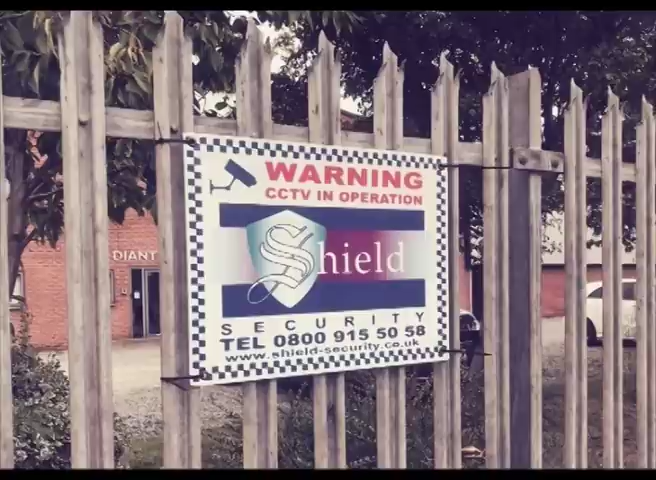 DIANT
WARNING
CCTV IN OPERATION
Shield
SECURITY
TEL 0800 915 50 58
www.shield-security.co.uk